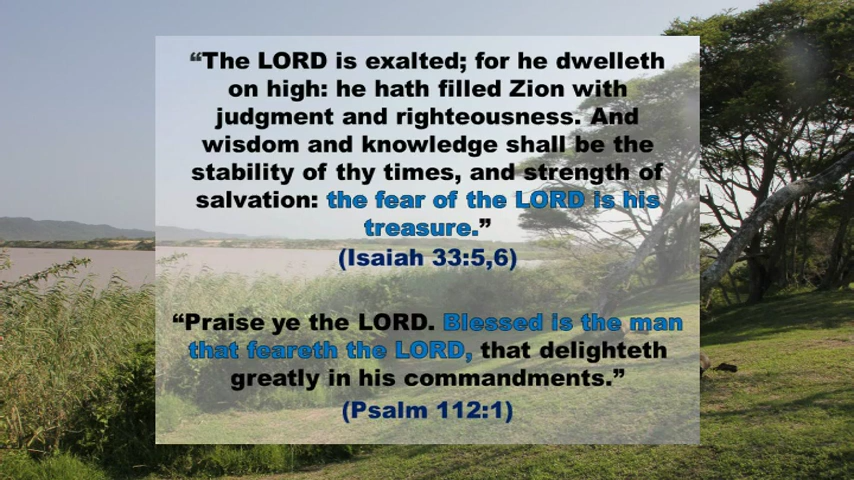 “The LORD is exalted; for he dwelleth
on high: he hath filled Zion with
judgment and righteousness. And
wisdom and knowledge shall be the
stability of thy times, and strength of
salvation: the fear of the LORD is his
treasure.”
(Isaiah 33:5,6)
“Praise ye the LORD. Blessed is the man
that feareth the LORD, that delighteth
greatly in his commandments.”
(Psalm 112:1)